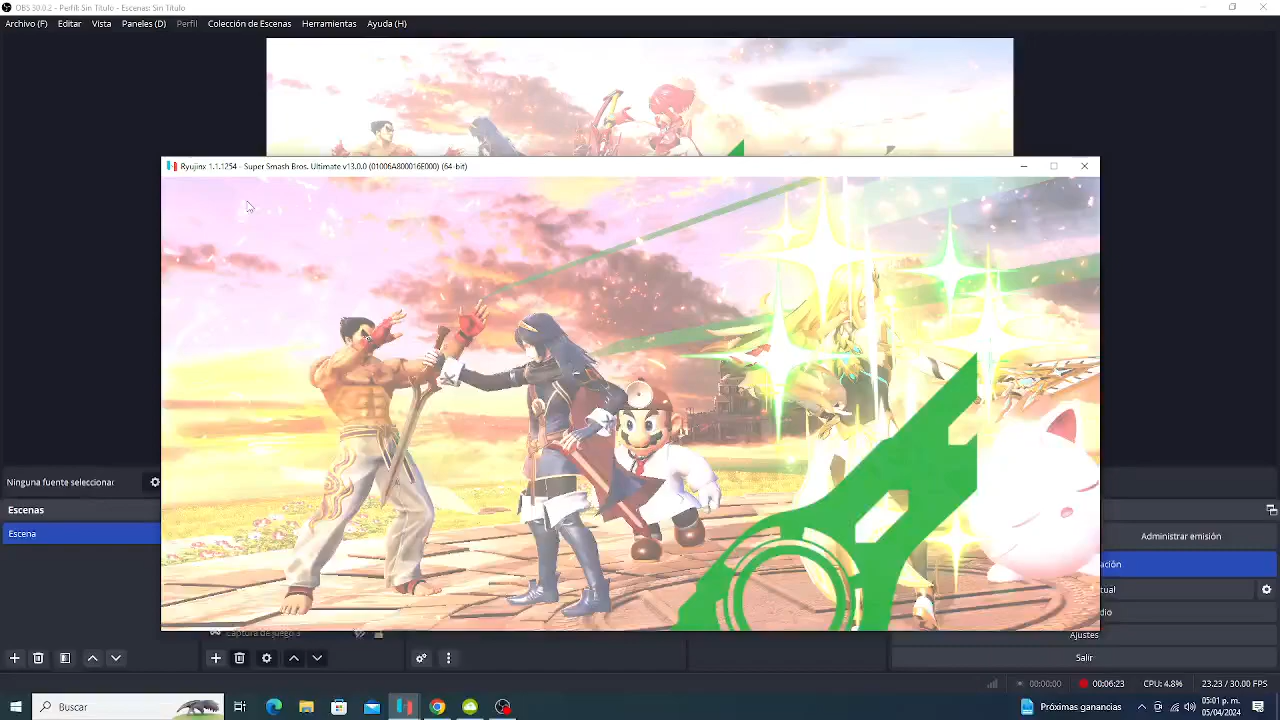 OBS 30.0.2 - Perfil: Sin Título - Escenas: Sin Título
Archivo (F) Editar Vista Paneles (D) Perfil Colección de Escenas Herramientas Ayuda (H)
Ryujinx 1.1.1254 - Super Smash Bros. Ultimate v13.0.0 (01006A800016E000) (64-bit)
Ninguna fuente seleccionar
enas
Escena
Administrar emisión
ación
tual
dio
Ajustes
Salir
00:00:00 00:06:23 CPU: 4.8% 23.23 / 30.00 FPS
Buscar
Próximas ganancias
05:01 p. m.
05/04/2024